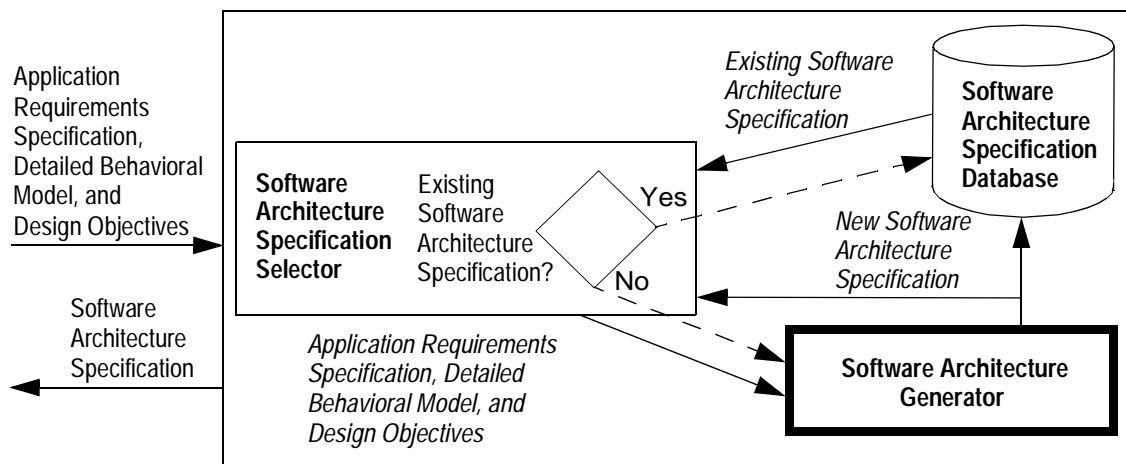 Application
Requirements
Specification,
Detailed Behavioral
Model, and
Design Objectives
Software
Architecture
Specification
Software
Architecture
Specification
Selector
Existing
Software
Architecture
Specification?
Yes
No
Existing Software
Architecture
Specification
Software
Architecture
Specification
Database
New Software
Architecture
Specification
Application Requirements
Specification, Detailed
Behavioral Model, and
Design Objectives
Software Architecture
Generator